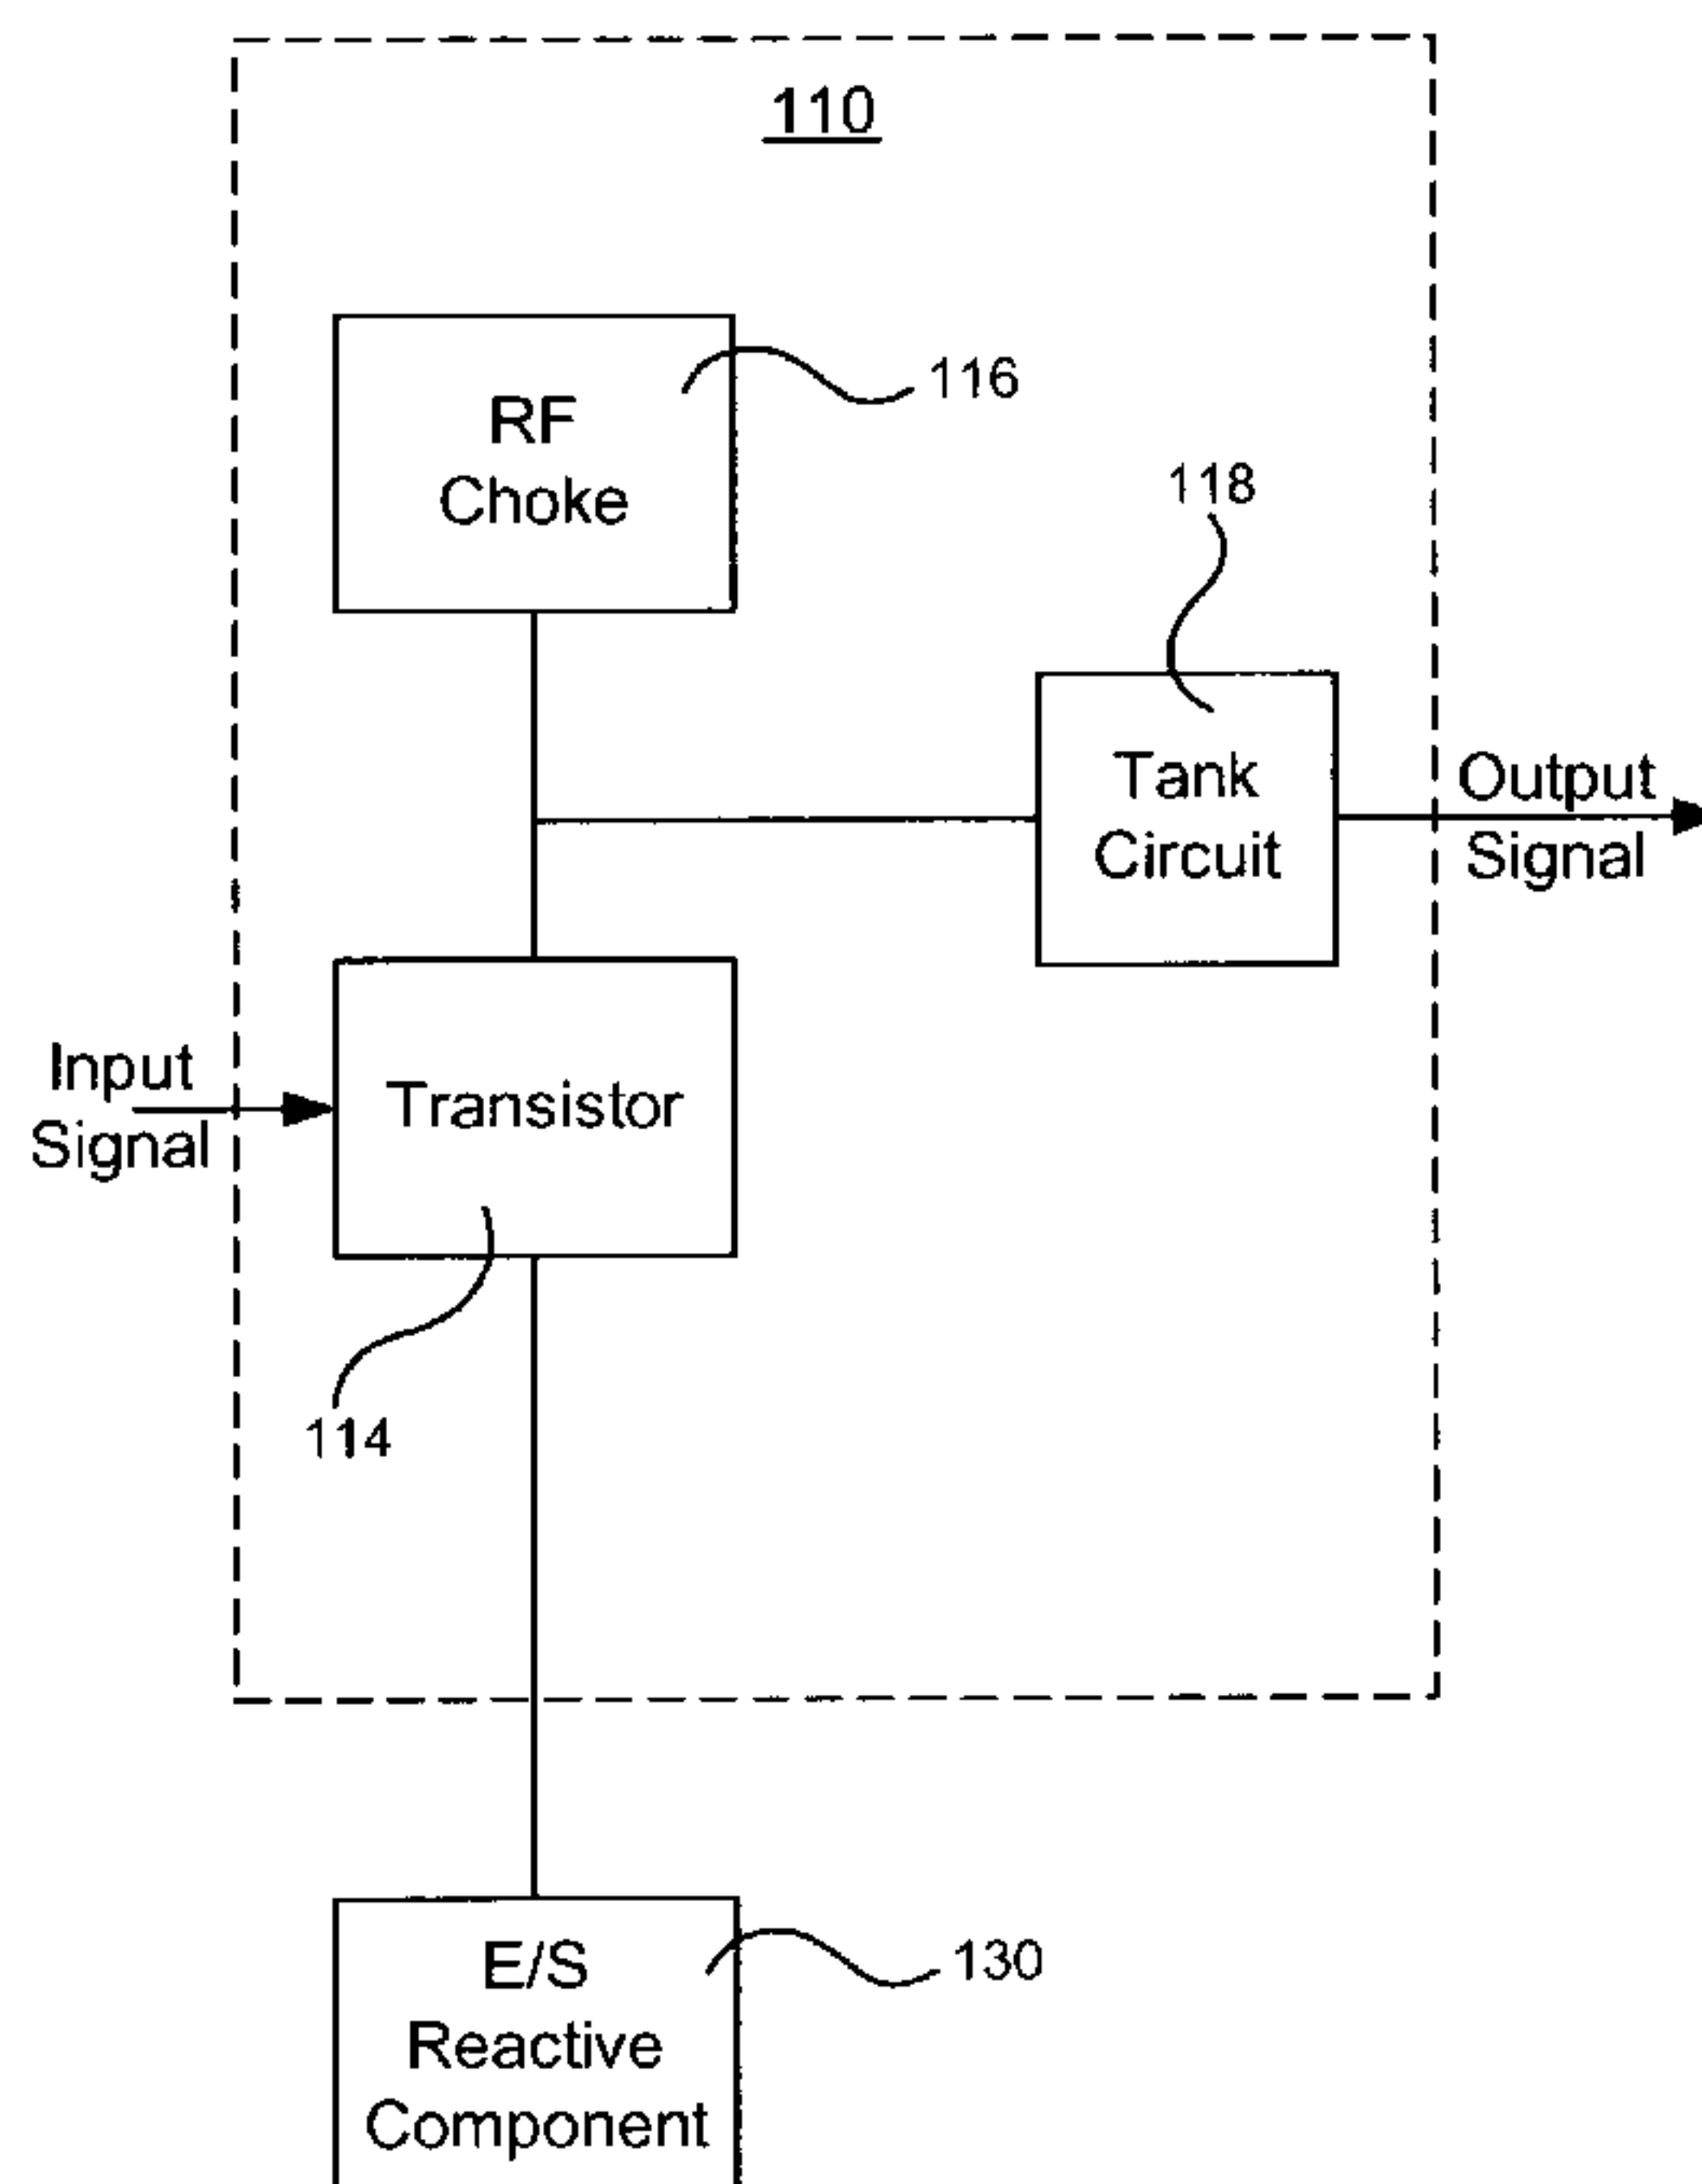 110
RF
Choke
116
118
Tank
Circuit
Output
Signal
Input
Signal
Transistor
114
E/S
Reactive
Component
130